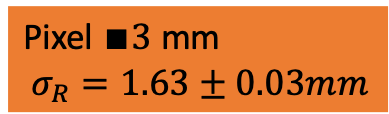 Pixel ■3 mm
σ_R = 1.63 ± 0.03mm